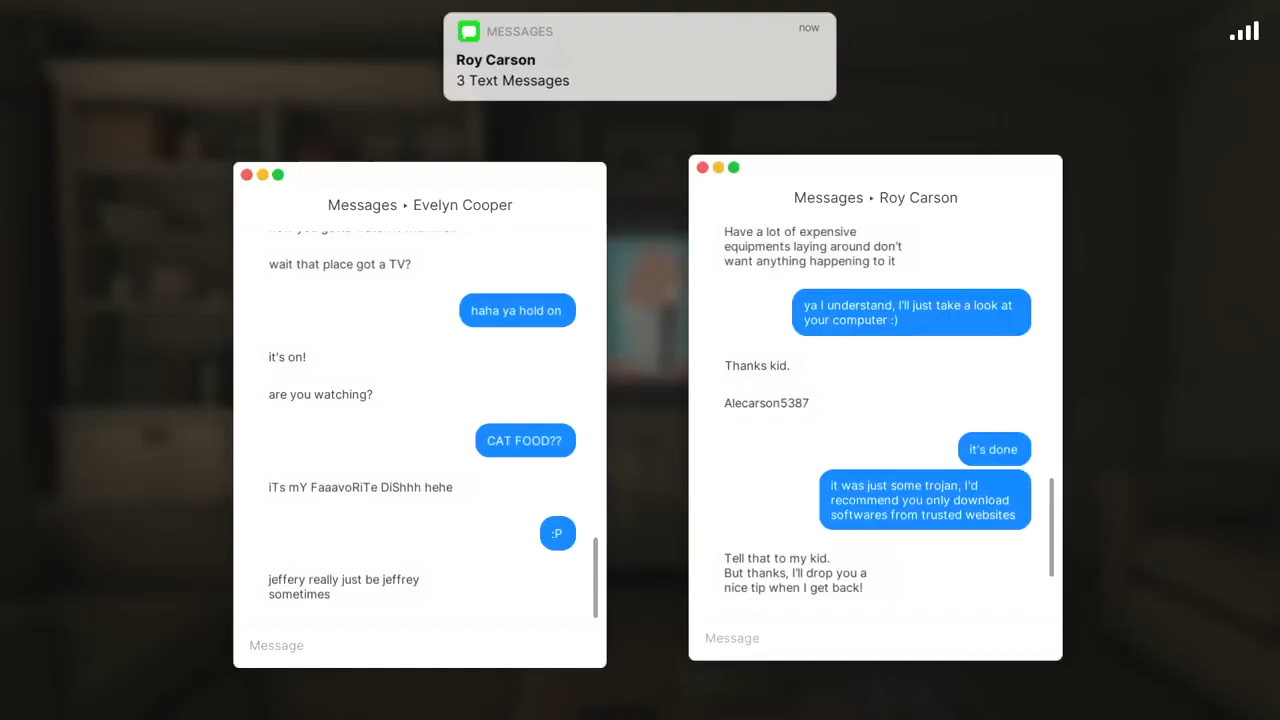 MESSAGES
now
Roy Carson
3 Text Messages
Messages ‣ Evelyn Cooper
wait that place got a TV?
haha ya hold on
it's on!
are you watching?
CAT FOOD??
iTs mY FaaavoRiTe DiShhh hehe
:P
jeffery really just be jeffrey
sometimes
Message
Messages ‣ Roy Carson
Have a lot of expensive
equipments laying around don't
want anything happening to it
ya I understand, I'll just take a look at
your computer :)
Thanks kid.
Alecarson5387
it's done
it was just some trojan, I'd
recommend you only download
softwares from trusted websites
Tell that to my kid.
But thanks, I'll drop you a
nice tip when I get back!
Message